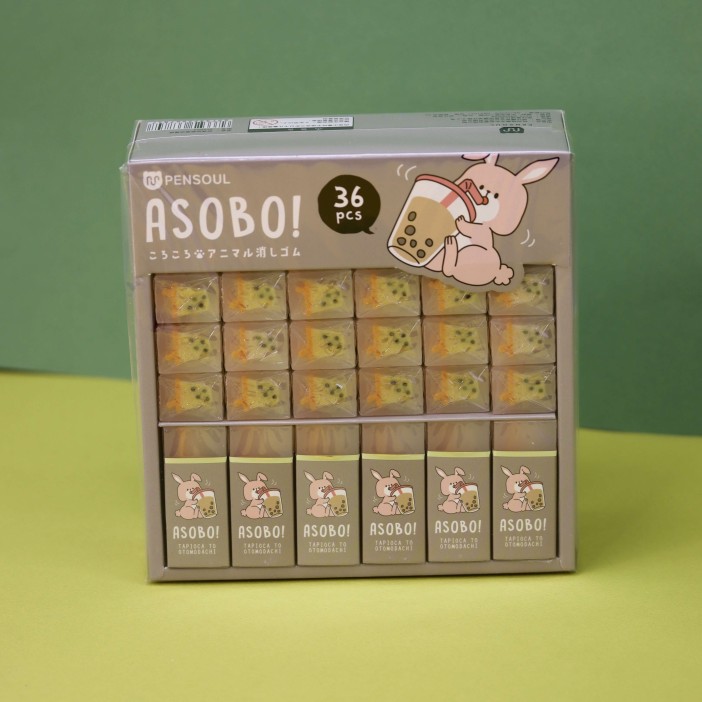 PENSOUL
ASOBO!
36
pcs
ころころ アニマル消しゴム
ASOBO!
TAPIOCA TO
OTOMODACHI
ASOBO!
TAPIOCA TO
OTOMODACHI
ASOBO!
TAPIOCA TO
OTOMODACHI
ASOBO!
TAPIOCA TO
OTOMODACHI
ASOBO!
TAPIOCA TO
OTOMODACHI
ASOBO!
TAPIOCA TO
OTOMODACHI